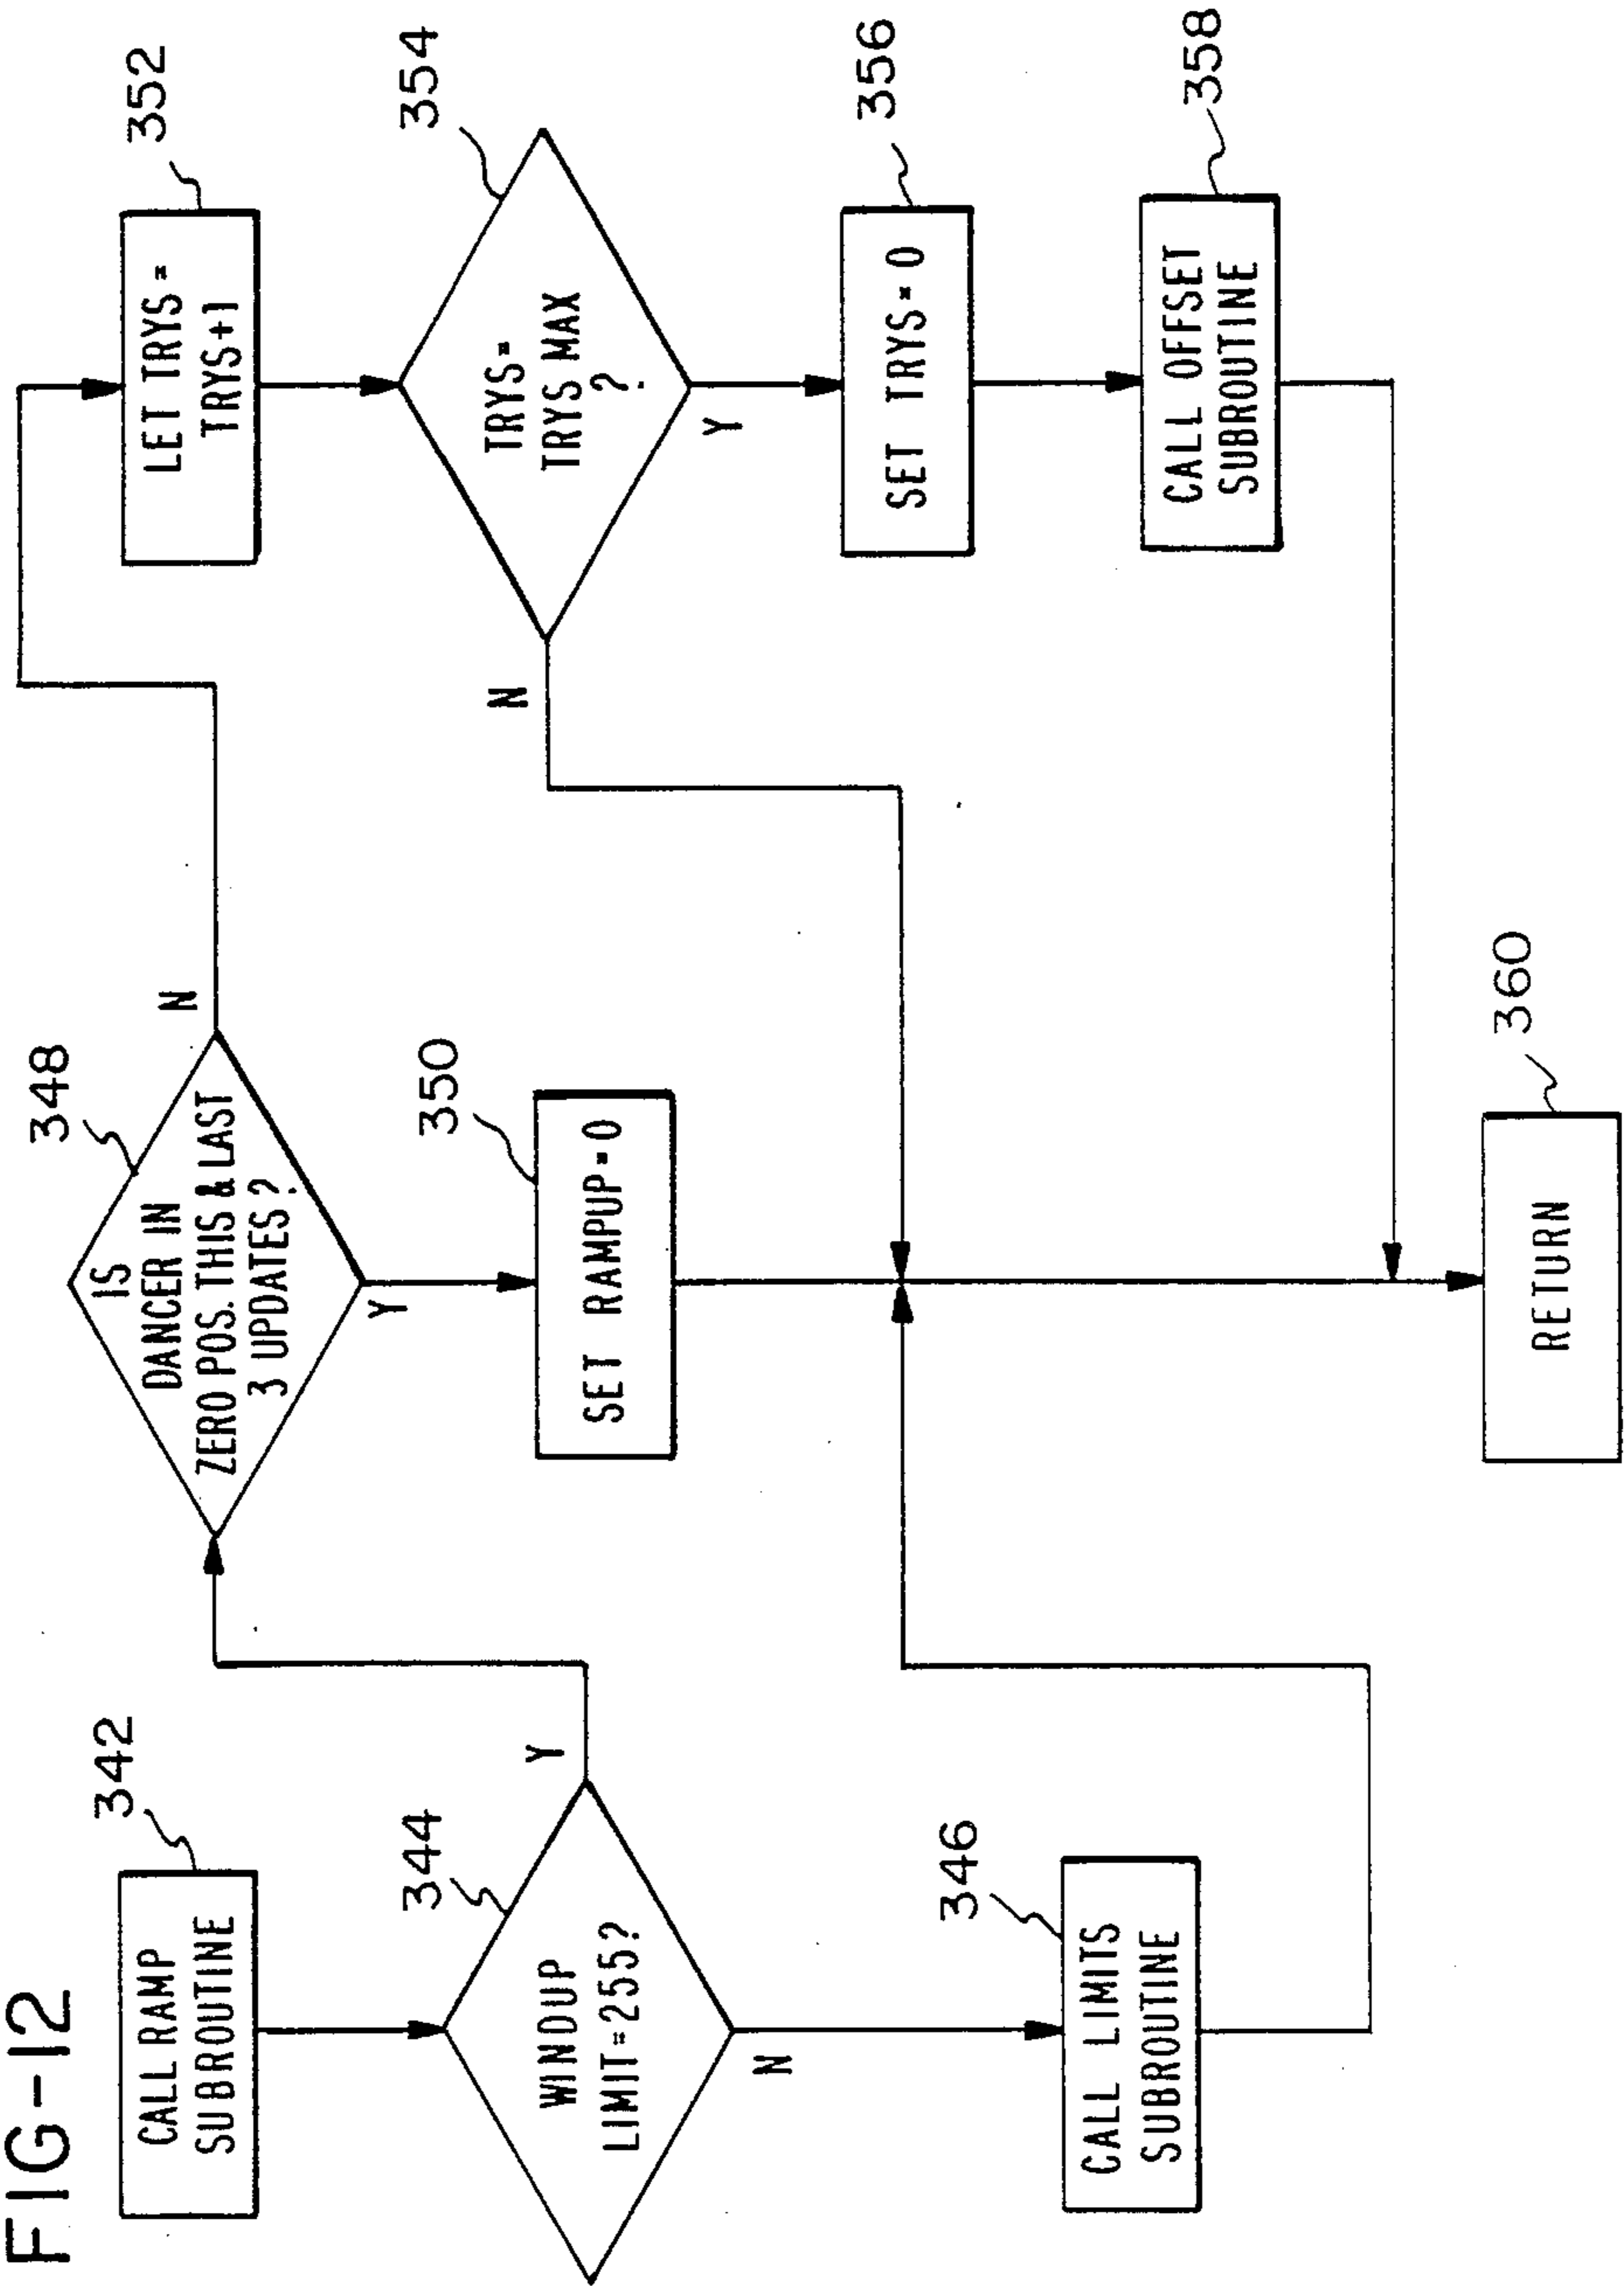 FIG-12
342
CALL RAMP
SUBROUTINE
344
WINDUP
LIMIT=255?
Y
N
346
CALL LIMITS
SUBROUTINE
348
IS
DANCER IN
ZERO POS. THIS & LAST
3 UPDATES?
N
Y
350
SET RAMPUP=0
352
LET TRYS=
TRYS+1
354
TRYS=
TRYS MAX
?
N
Y
356
SET TRYS=0
358
CALL OFFSET
SUBROUTINE
360
RETURN